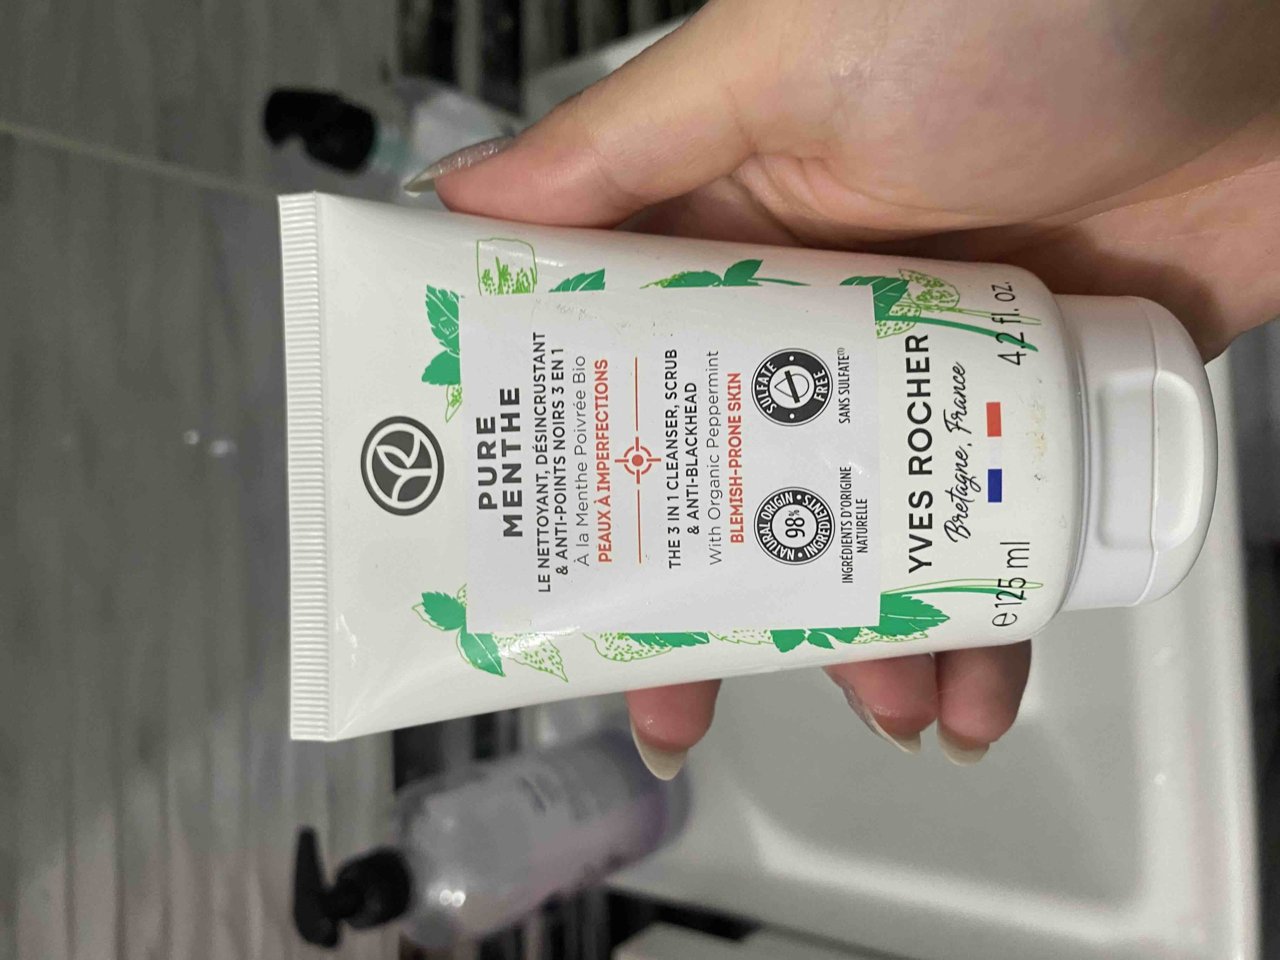 PURE
MENTHE
LE NETTOYANT, DÉSINCRUSTANT
& ANTI-POINTS NOIRS 3 EN 1
À la Menthe Poivrée Bio
PEAUX À IMPERFECTIONS
THE 3 IN 1 CLEANSER, SCRUB
& ANTI-BLACKHEAD
With Organic Peppermint
BLEMISH-PRONE SKIN
NATURAL ORIGIN • INGREDIENTS •
98%
SULFATE • FREE •
INGRÉDIENTS D'ORIGINE
NATURELLE
SANS SULFATE(1)
YVES ROCHER
Bretagne, France
e 125 ml 4.2 fl. oz.